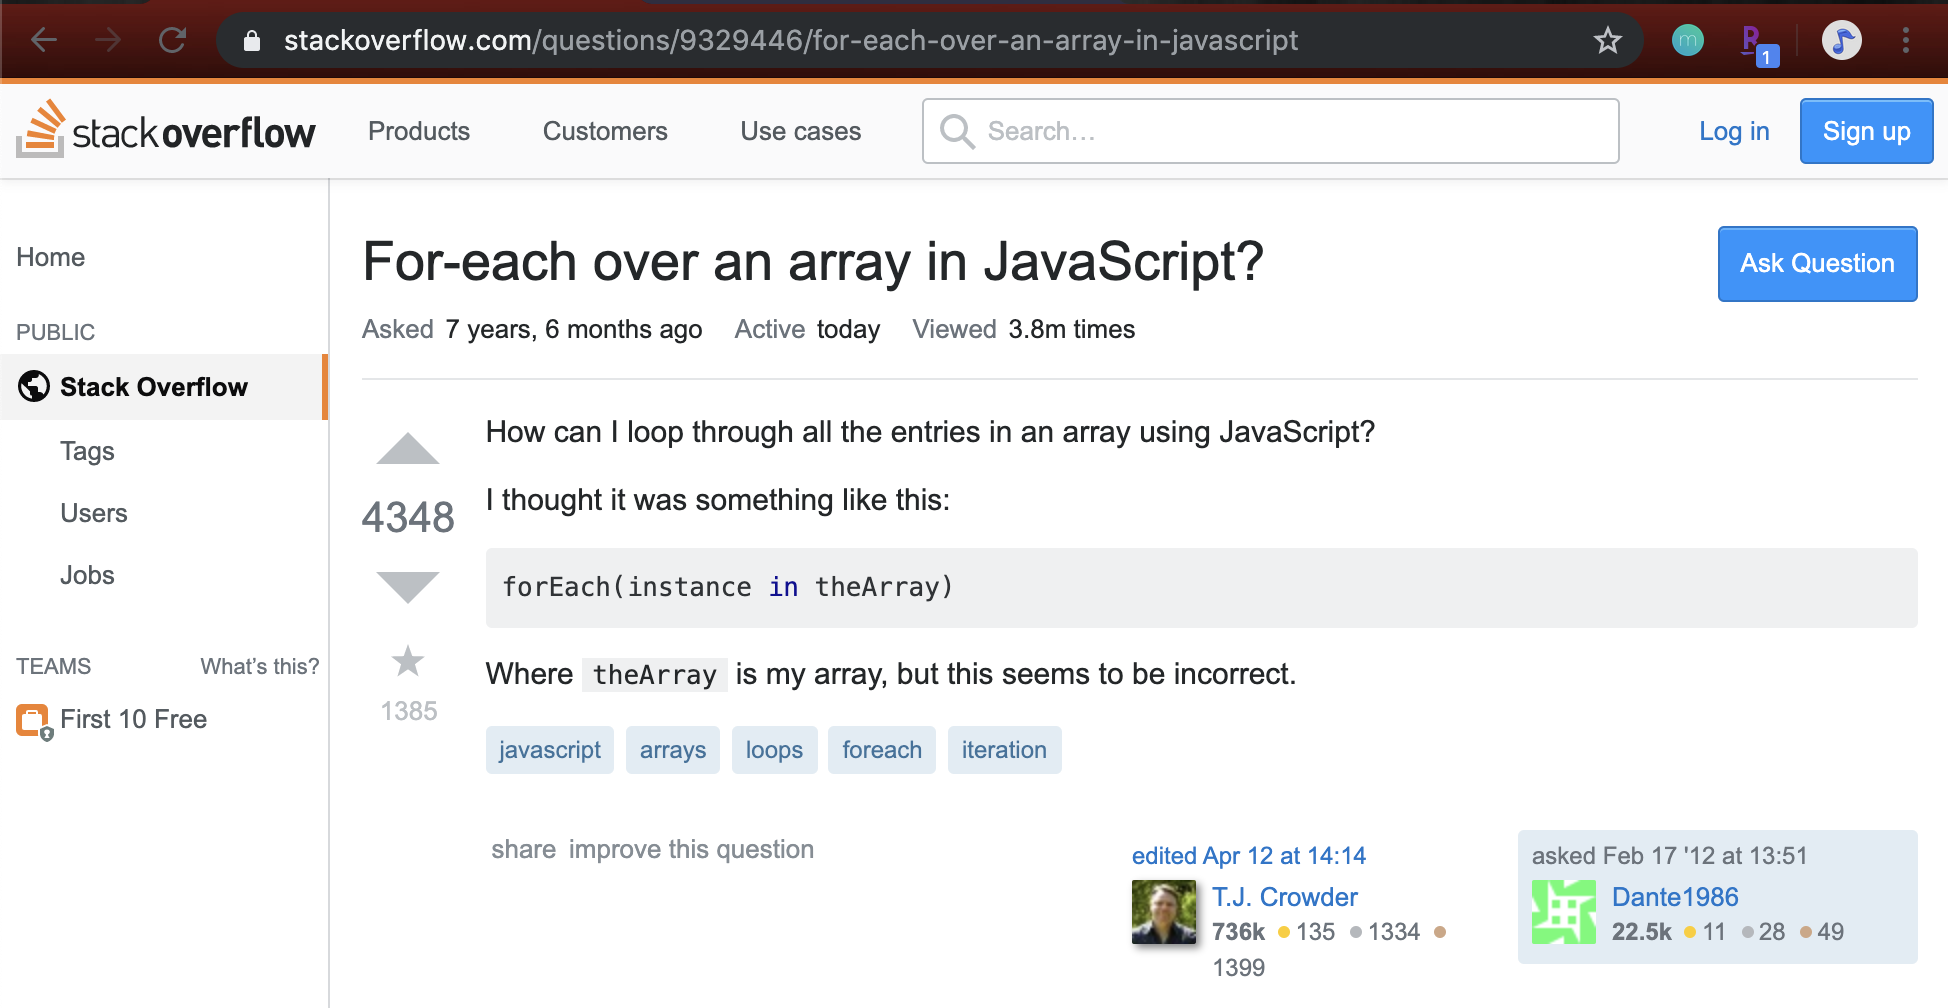 stackoverflow.com/questions/9329446/for-each-over-an-array-in-javascript
m
R
1
stackoverflow
Products
Customers
Use cases
Search...
Log in
Sign up
Home
PUBLIC
Stack Overflow
Tags
Users
Jobs
TEAMS
What's this?
First 10 Free
For-each over an array in JavaScript?
Ask Question
Asked 7 years, 6 months ago Active today Viewed 3.8m times
4348
1385
How can I loop through all the entries in an array using JavaScript?
I thought it was something like this:
forEach(instance in theArray)
Where theArray is my array, but this seems to be incorrect.
javascript arrays loops foreach iteration
share improve this question
edited Apr 12 at 14:14
T.J. Crowder
736k 135 1334
1399
asked Feb 17 '12 at 13:51
Dante1986
22.5k 11 28 49